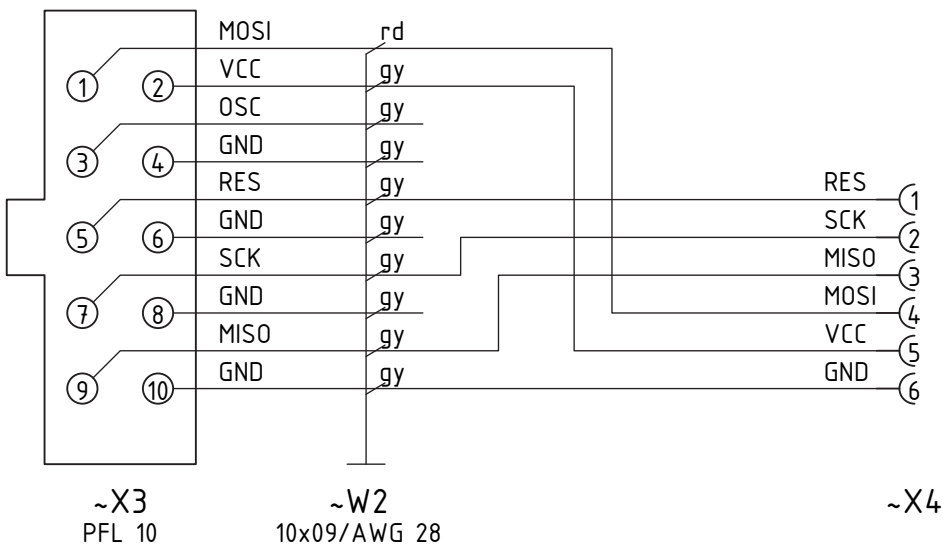 MOSI rd
1 VCC gy
2
OSC gy
3 GND gy
4
RES gy RES 1
5 GND gy SCK 2
6
SCK gy MISO 3
7 GND gy MOSI 4
8
MISO gy VCC 5
9 GND gy GND 6
10
~X3 ~W2 ~X4
PFL 10 10x09/AWG 28